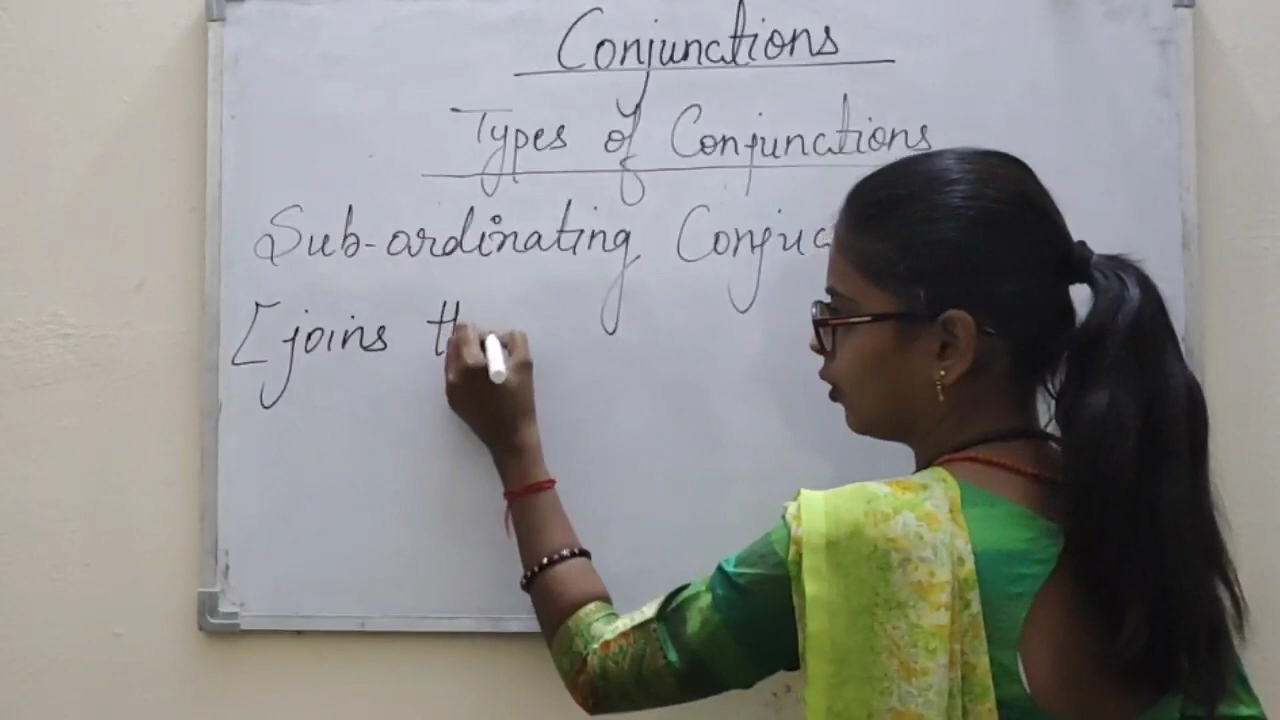 Conjunctions
Types of Conjunctions
Sub-ordinating
[joins